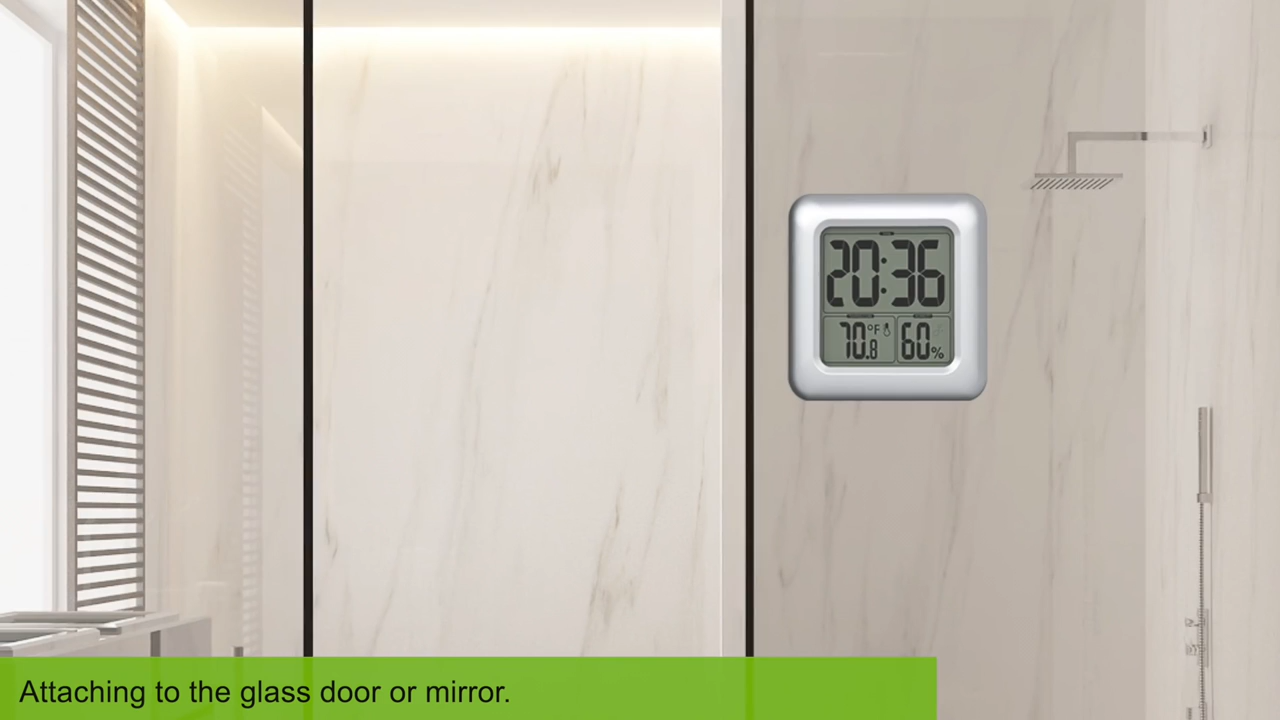 20:36
70.8 °F
60%
Attaching to the glass door or mirror.